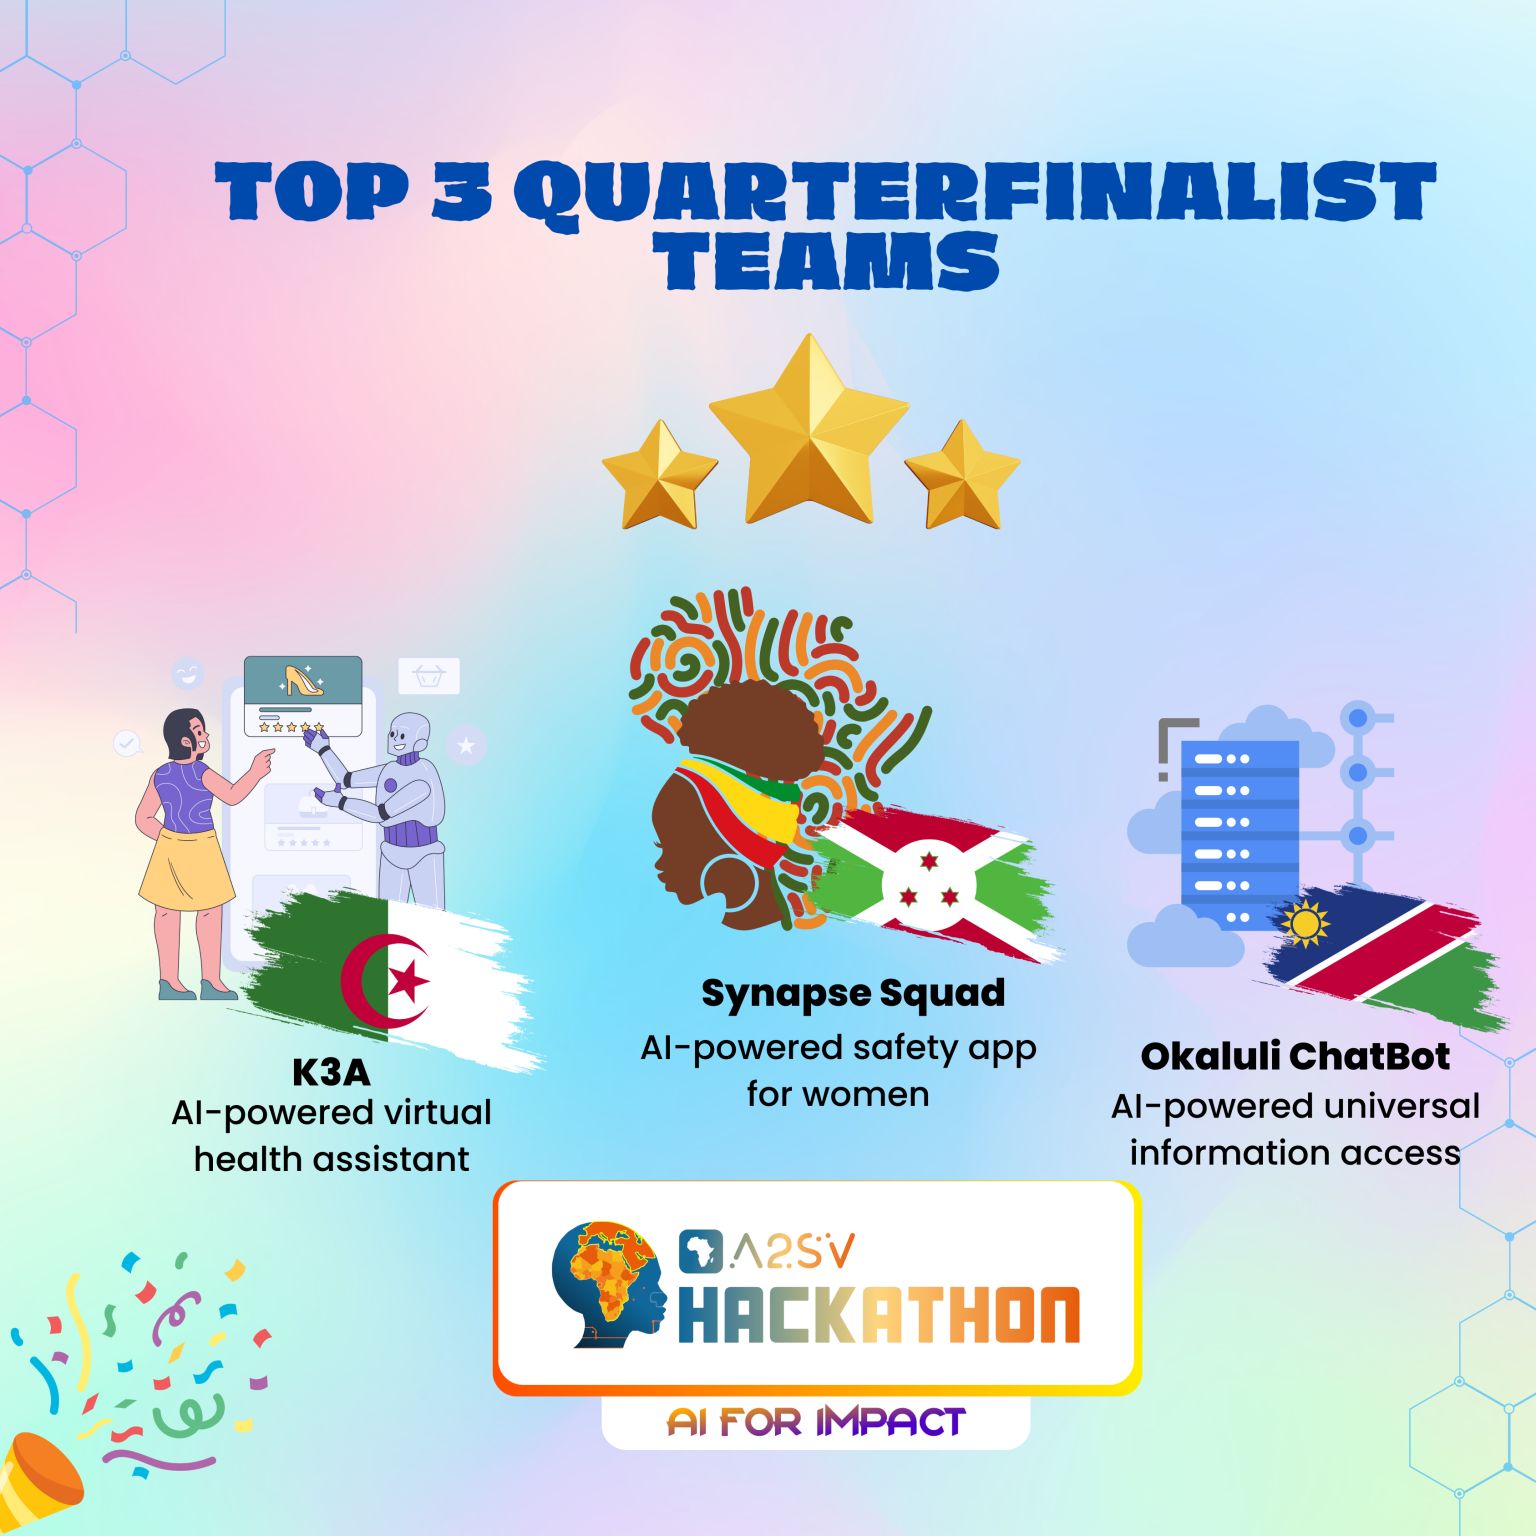 TOP 3 QUARTERFINALIST
TEAMS
K3A
AI-powered virtual
health assistant
Synapse Squad
AI-powered safety app
for women
Okaluli ChatBot
AI-powered universal
information access
A2SV
HACKATHON
AI FOR IMPACT